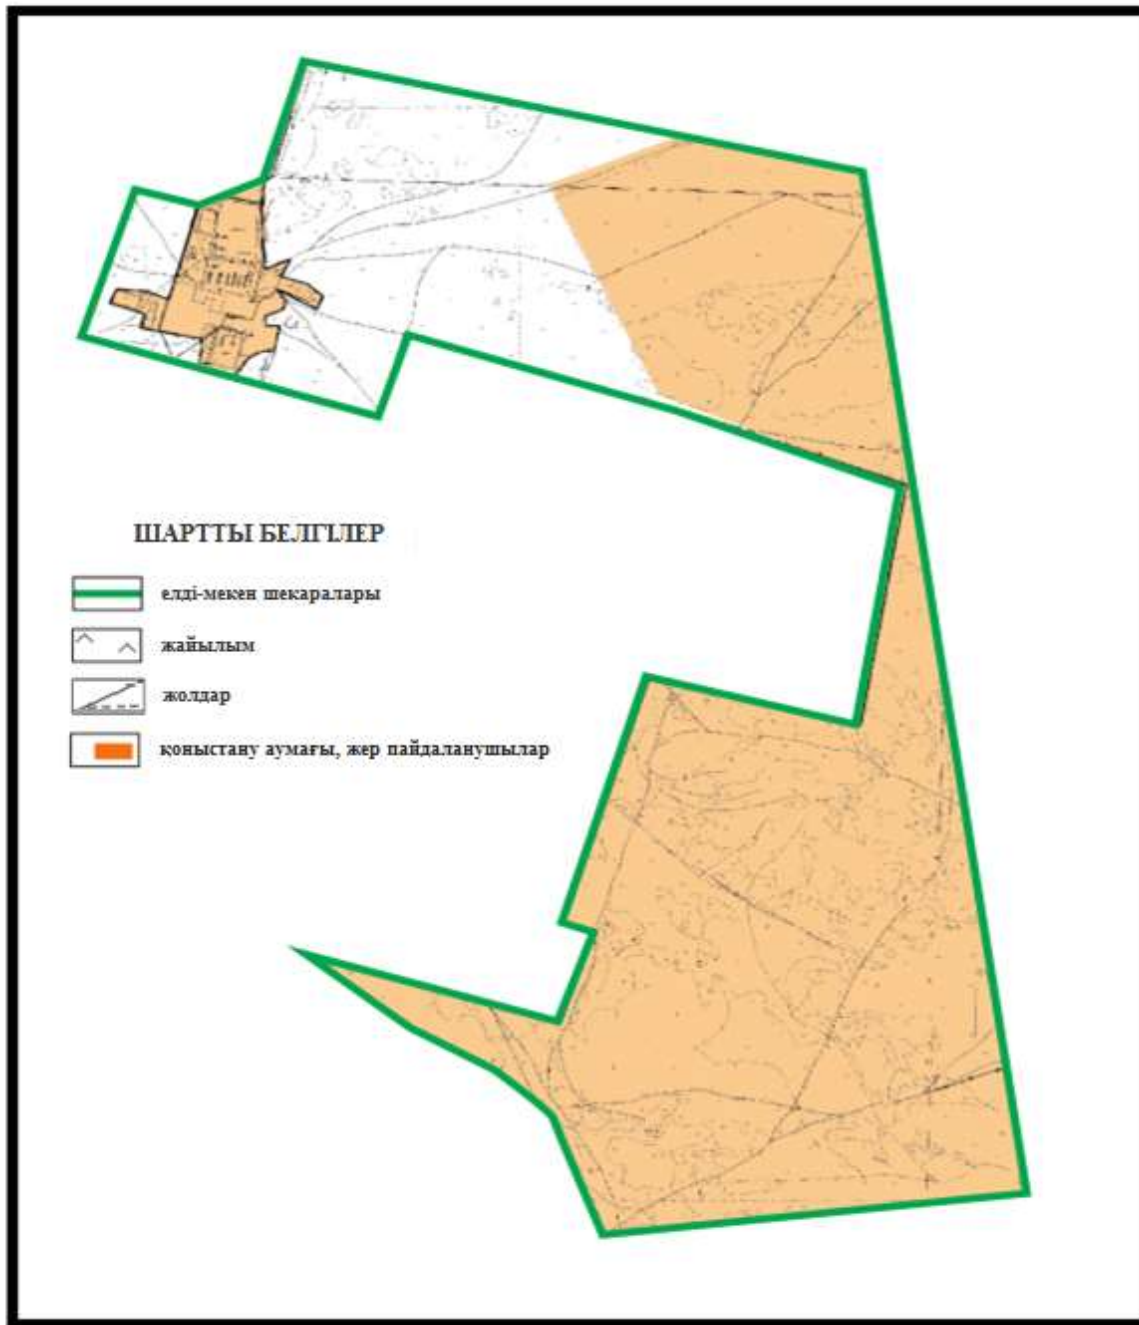 ШАРТТЫ БЕЛГІЛЕР
елді-мекен шекаралары
жайылым
жолдар
қоныстану аумағы, жер пайдаланушылар